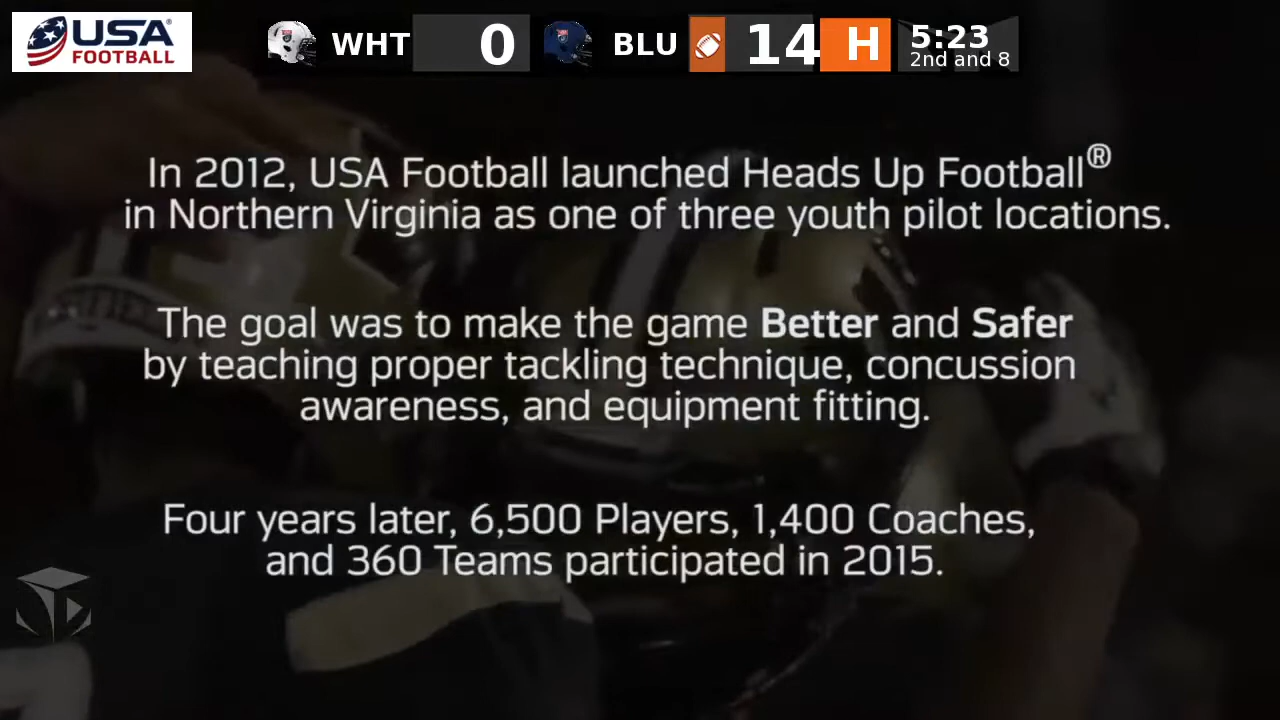 USA
FOOTBALL
WHT 0 BLU 14 H 5:23
2nd and 8
In 2012, USA Football launched Heads Up Football®
in Northern Virginia as one of three youth pilot locations.
The goal was to make the game Better and Safer
by teaching proper tackling technique, concussion
awareness, and equipment fitting.
Four years later, 6,500 Players, 1,400 Coaches,
and 360 Teams participated in 2015.